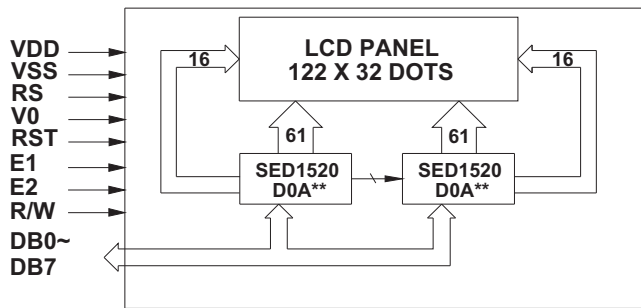 VDD
VSS
RS
V0
RST
E1
E2
R/W
DB0~
DB7
LCD PANEL
122 X 32 DOTS
16
16
61
61
SED1520
D0A**
SED1520
D0A**